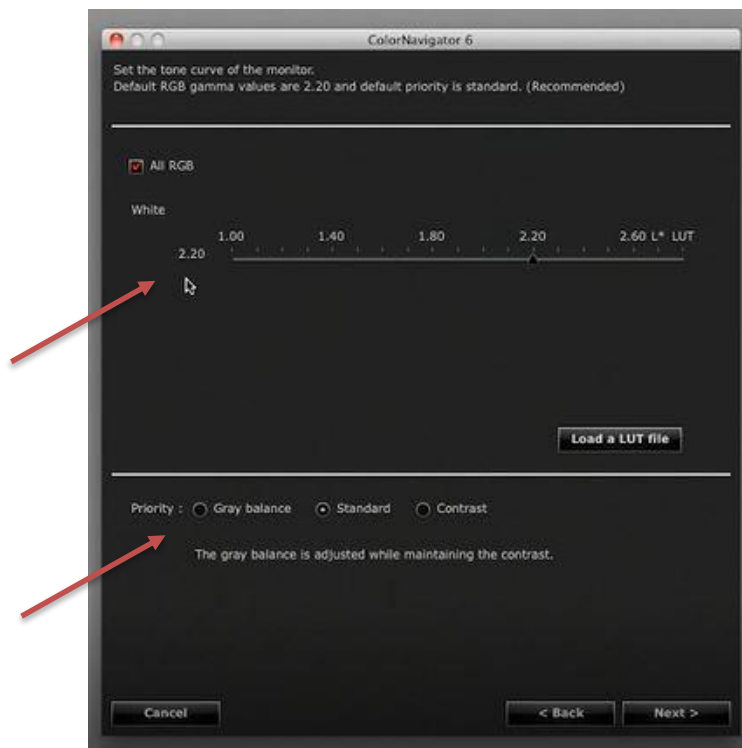 ColorNavigator 6
Set the tone curve of the monitor.
Default RGB gamma values are 2.20 and default priority is standard. (Recommended)
All RGB
White
1.00 1.40 1.80 2.20 2.60 L* LUT
2.20
Load a LUT file
Priority : Gray balance Standard Contrast
The gray balance is adjusted while maintaining the contrast.
Cancel < Back Next >